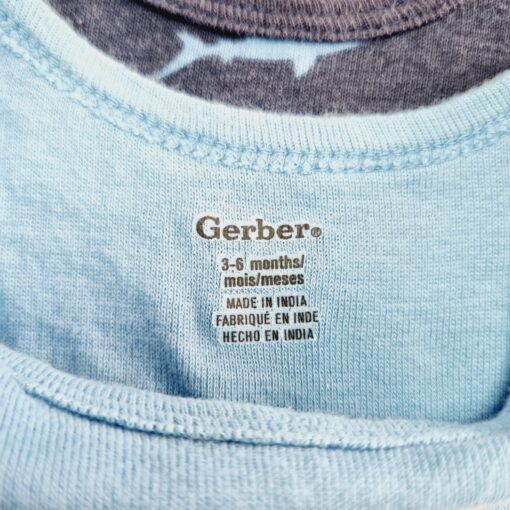 Gerber®
3-6 months/
mois/meses
MADE IN INDIA
FABRIQUÉ EN INDE
HECHO EN INDIA